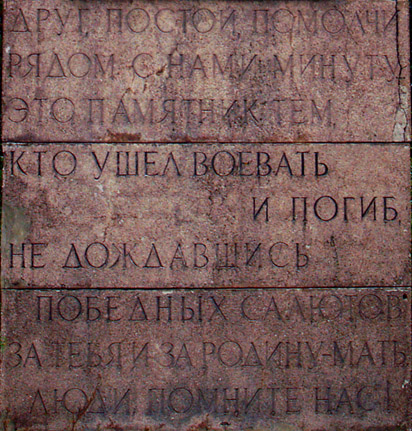 ДРУГ, ПОСТОЙ, ПОМОЛЧИ
РЯДОМ С НАМИ МИНУТУ
ЭТО ПАМЯТНИК ТЕМ,
КТО УШЕЛ ВОЕВАТЬ
И ПОГИБ,
НЕ ДОЖДАВШИСЬ
ПОБЕДНЫХ САЛЮТОВ
ЗА ТЕБЯ И ЗА РОДИНУ-МАТЬ
ЛЮДИ, ПОМНИТЕ НАС!